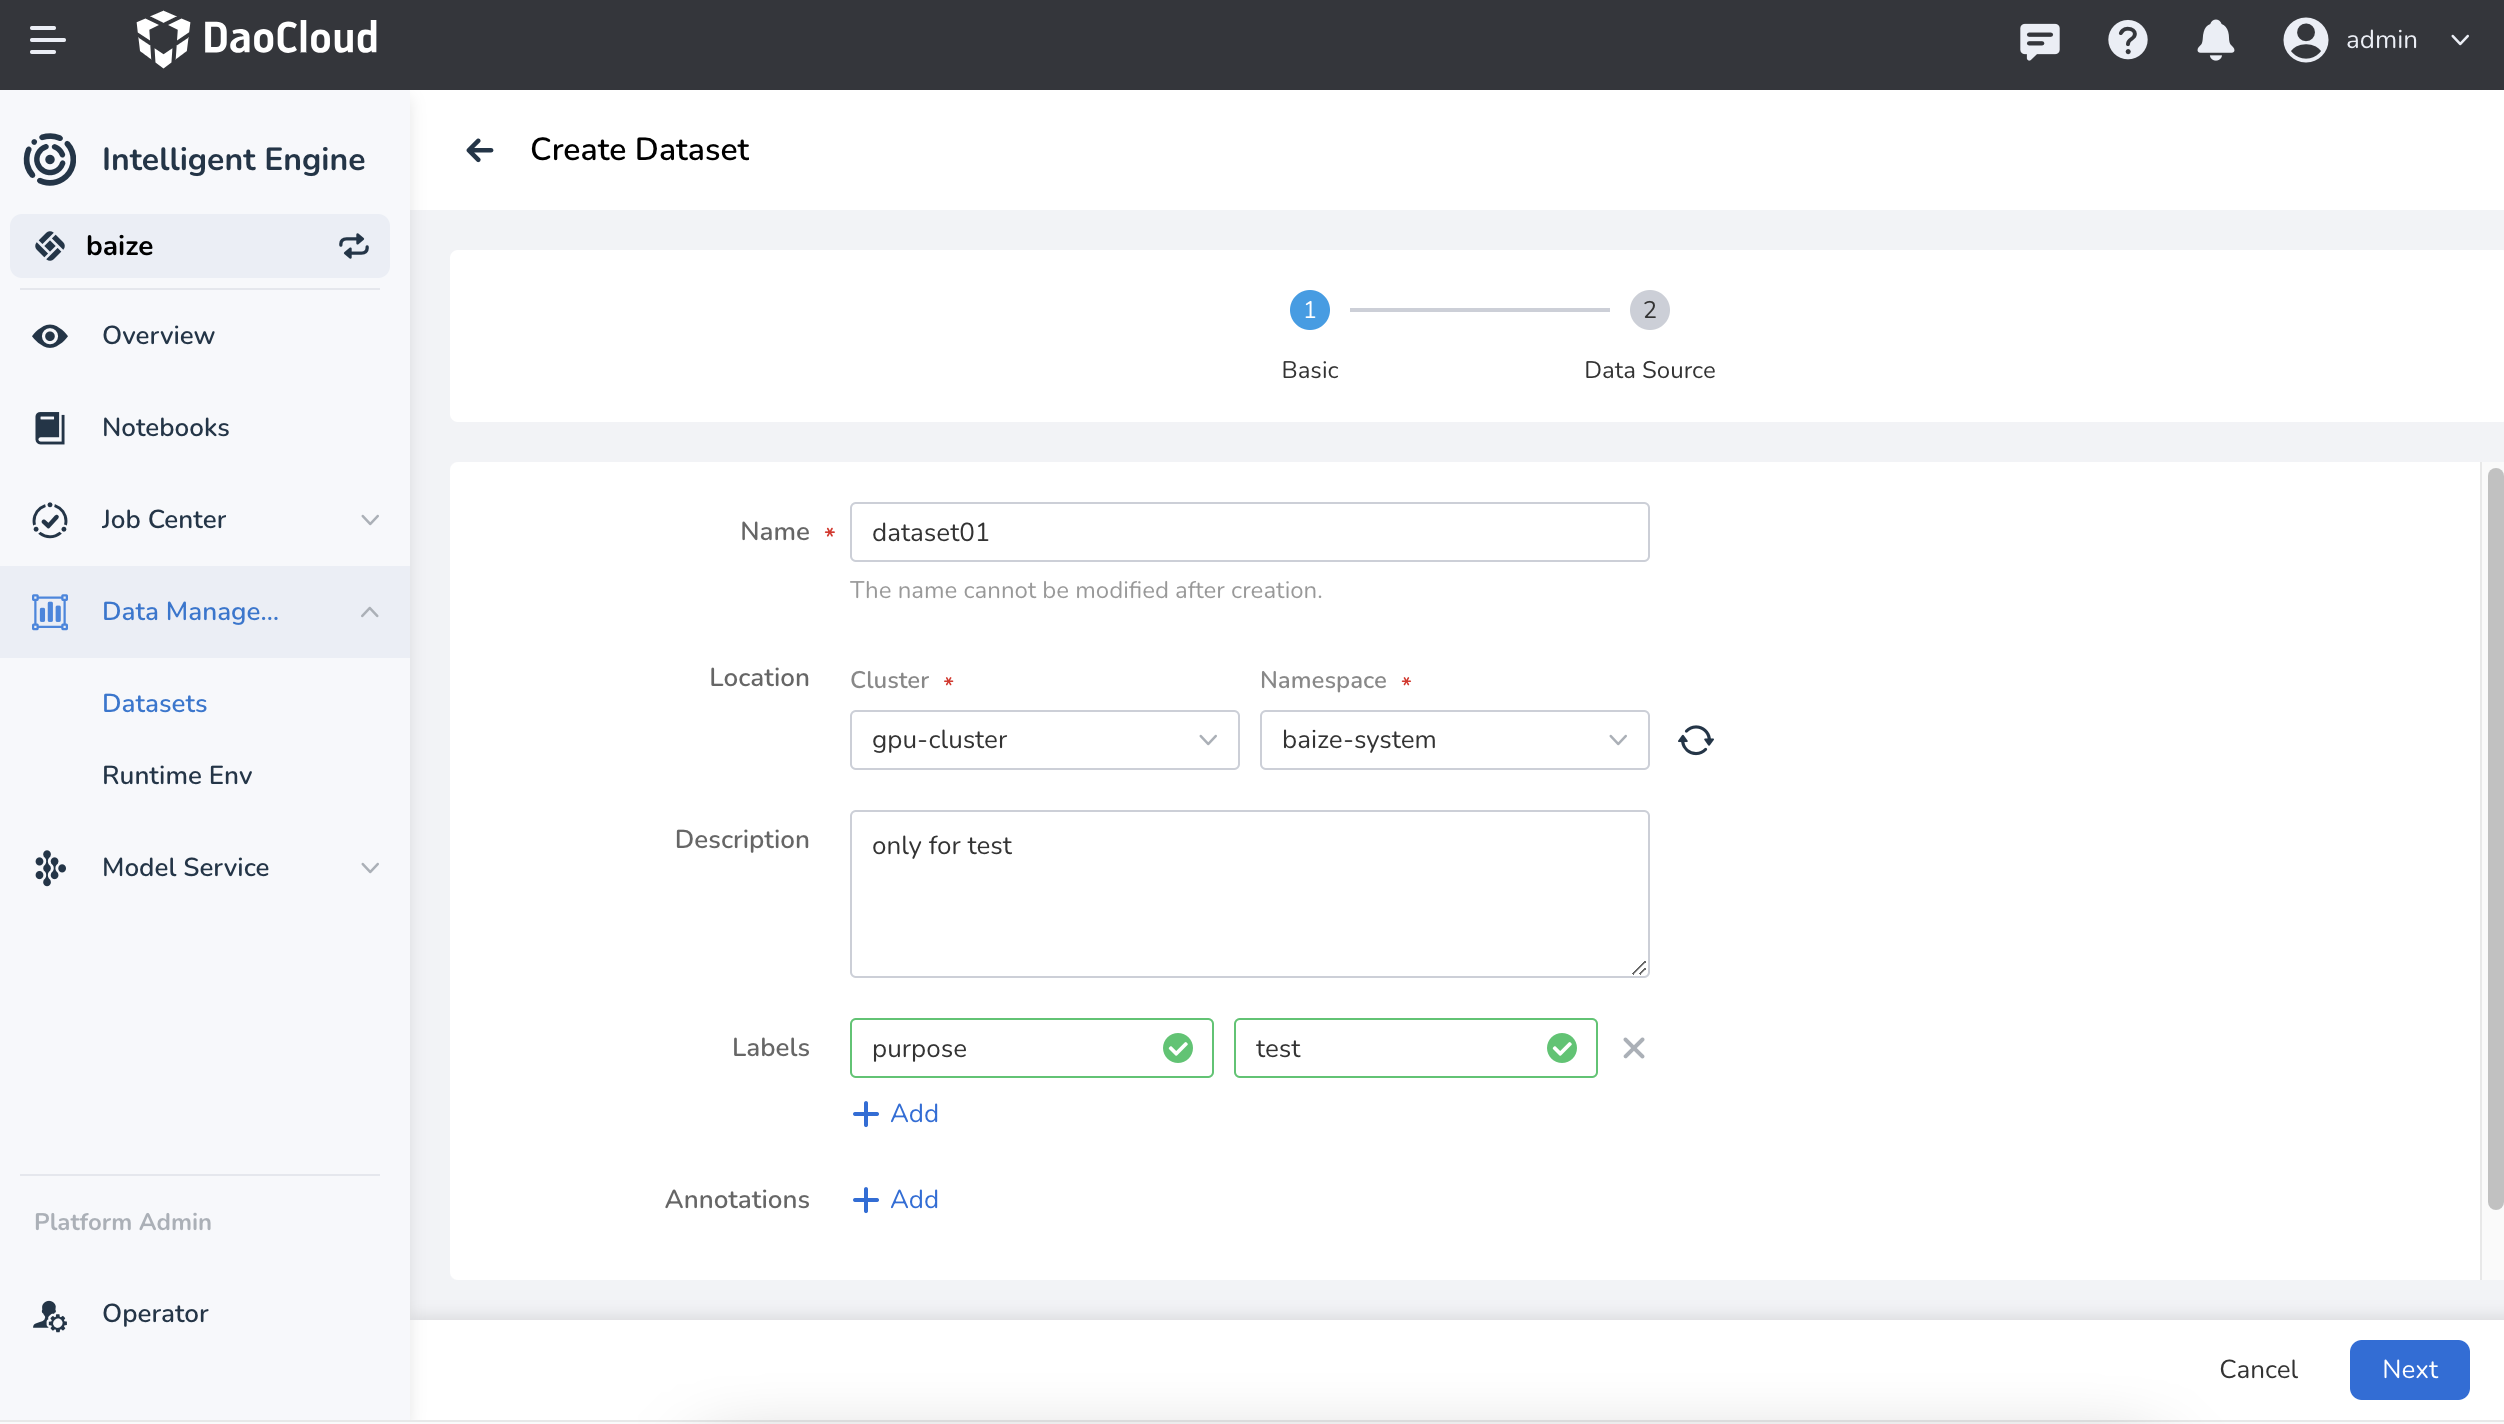 DaoCloud
admin
Intelligent Engine
baize
Overview
Notebooks
Job Center
Data Manage...
Datasets
Runtime Env
Model Service
Platform Admin
Operator
Create Dataset
1
2
Basic
Data Source
Name *
dataset01
The name cannot be modified after creation.
Location
Cluster *
Namespace *
gpu-cluster
baize-system
Description
only for test
Labels
purpose
test
Add
Annotations
Add
Cancel
Next